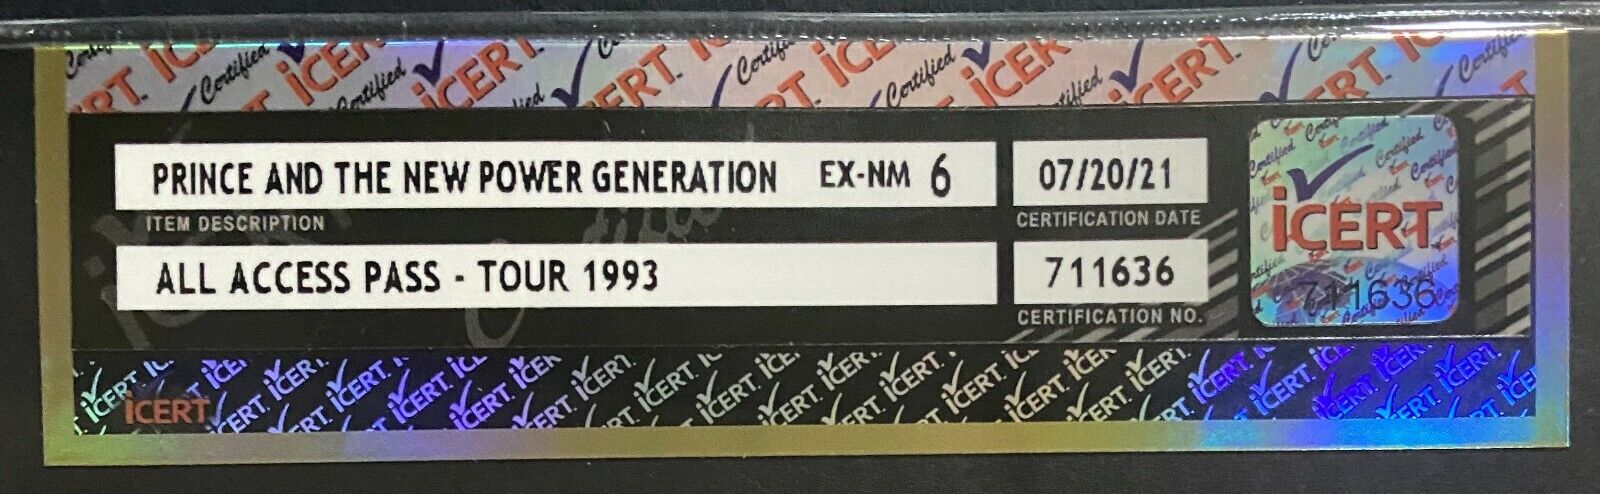 PRINCE AND THE NEW POWER GENERATION EX-NM 6 07/20/21
ITEM DESCRIPTION CERTIFICATION DATE
ALL ACCESS PASS - TOUR 1993 711636
CERTIFICATION NO.
iCERT
711636
iCERT